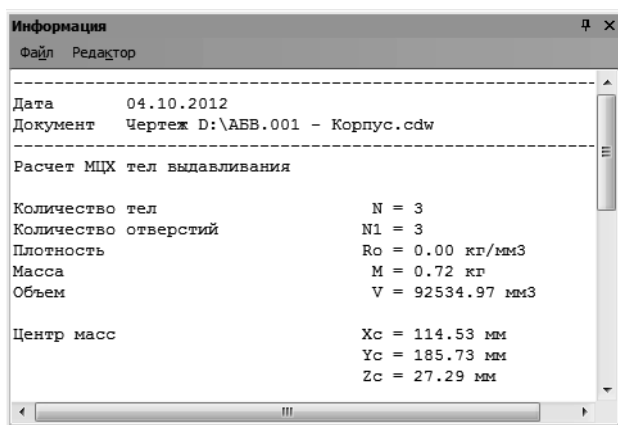 Информация
Файл Редактор
Дата 04.10.2012
Документ Чертеж D:\АБВ.001 - Корпус.cdw
Расчет МЦХ тел выдавливания
Количество тел N = 3
Количество отверстий N1 = 3
Плотность Ro = 0.00 кг/мм3
Масса M = 0.72 кг
Объем V = 92534.97 мм3
Центр масс Xc = 114.53 мм
Yc = 185.73 мм
Zc = 27.29 мм